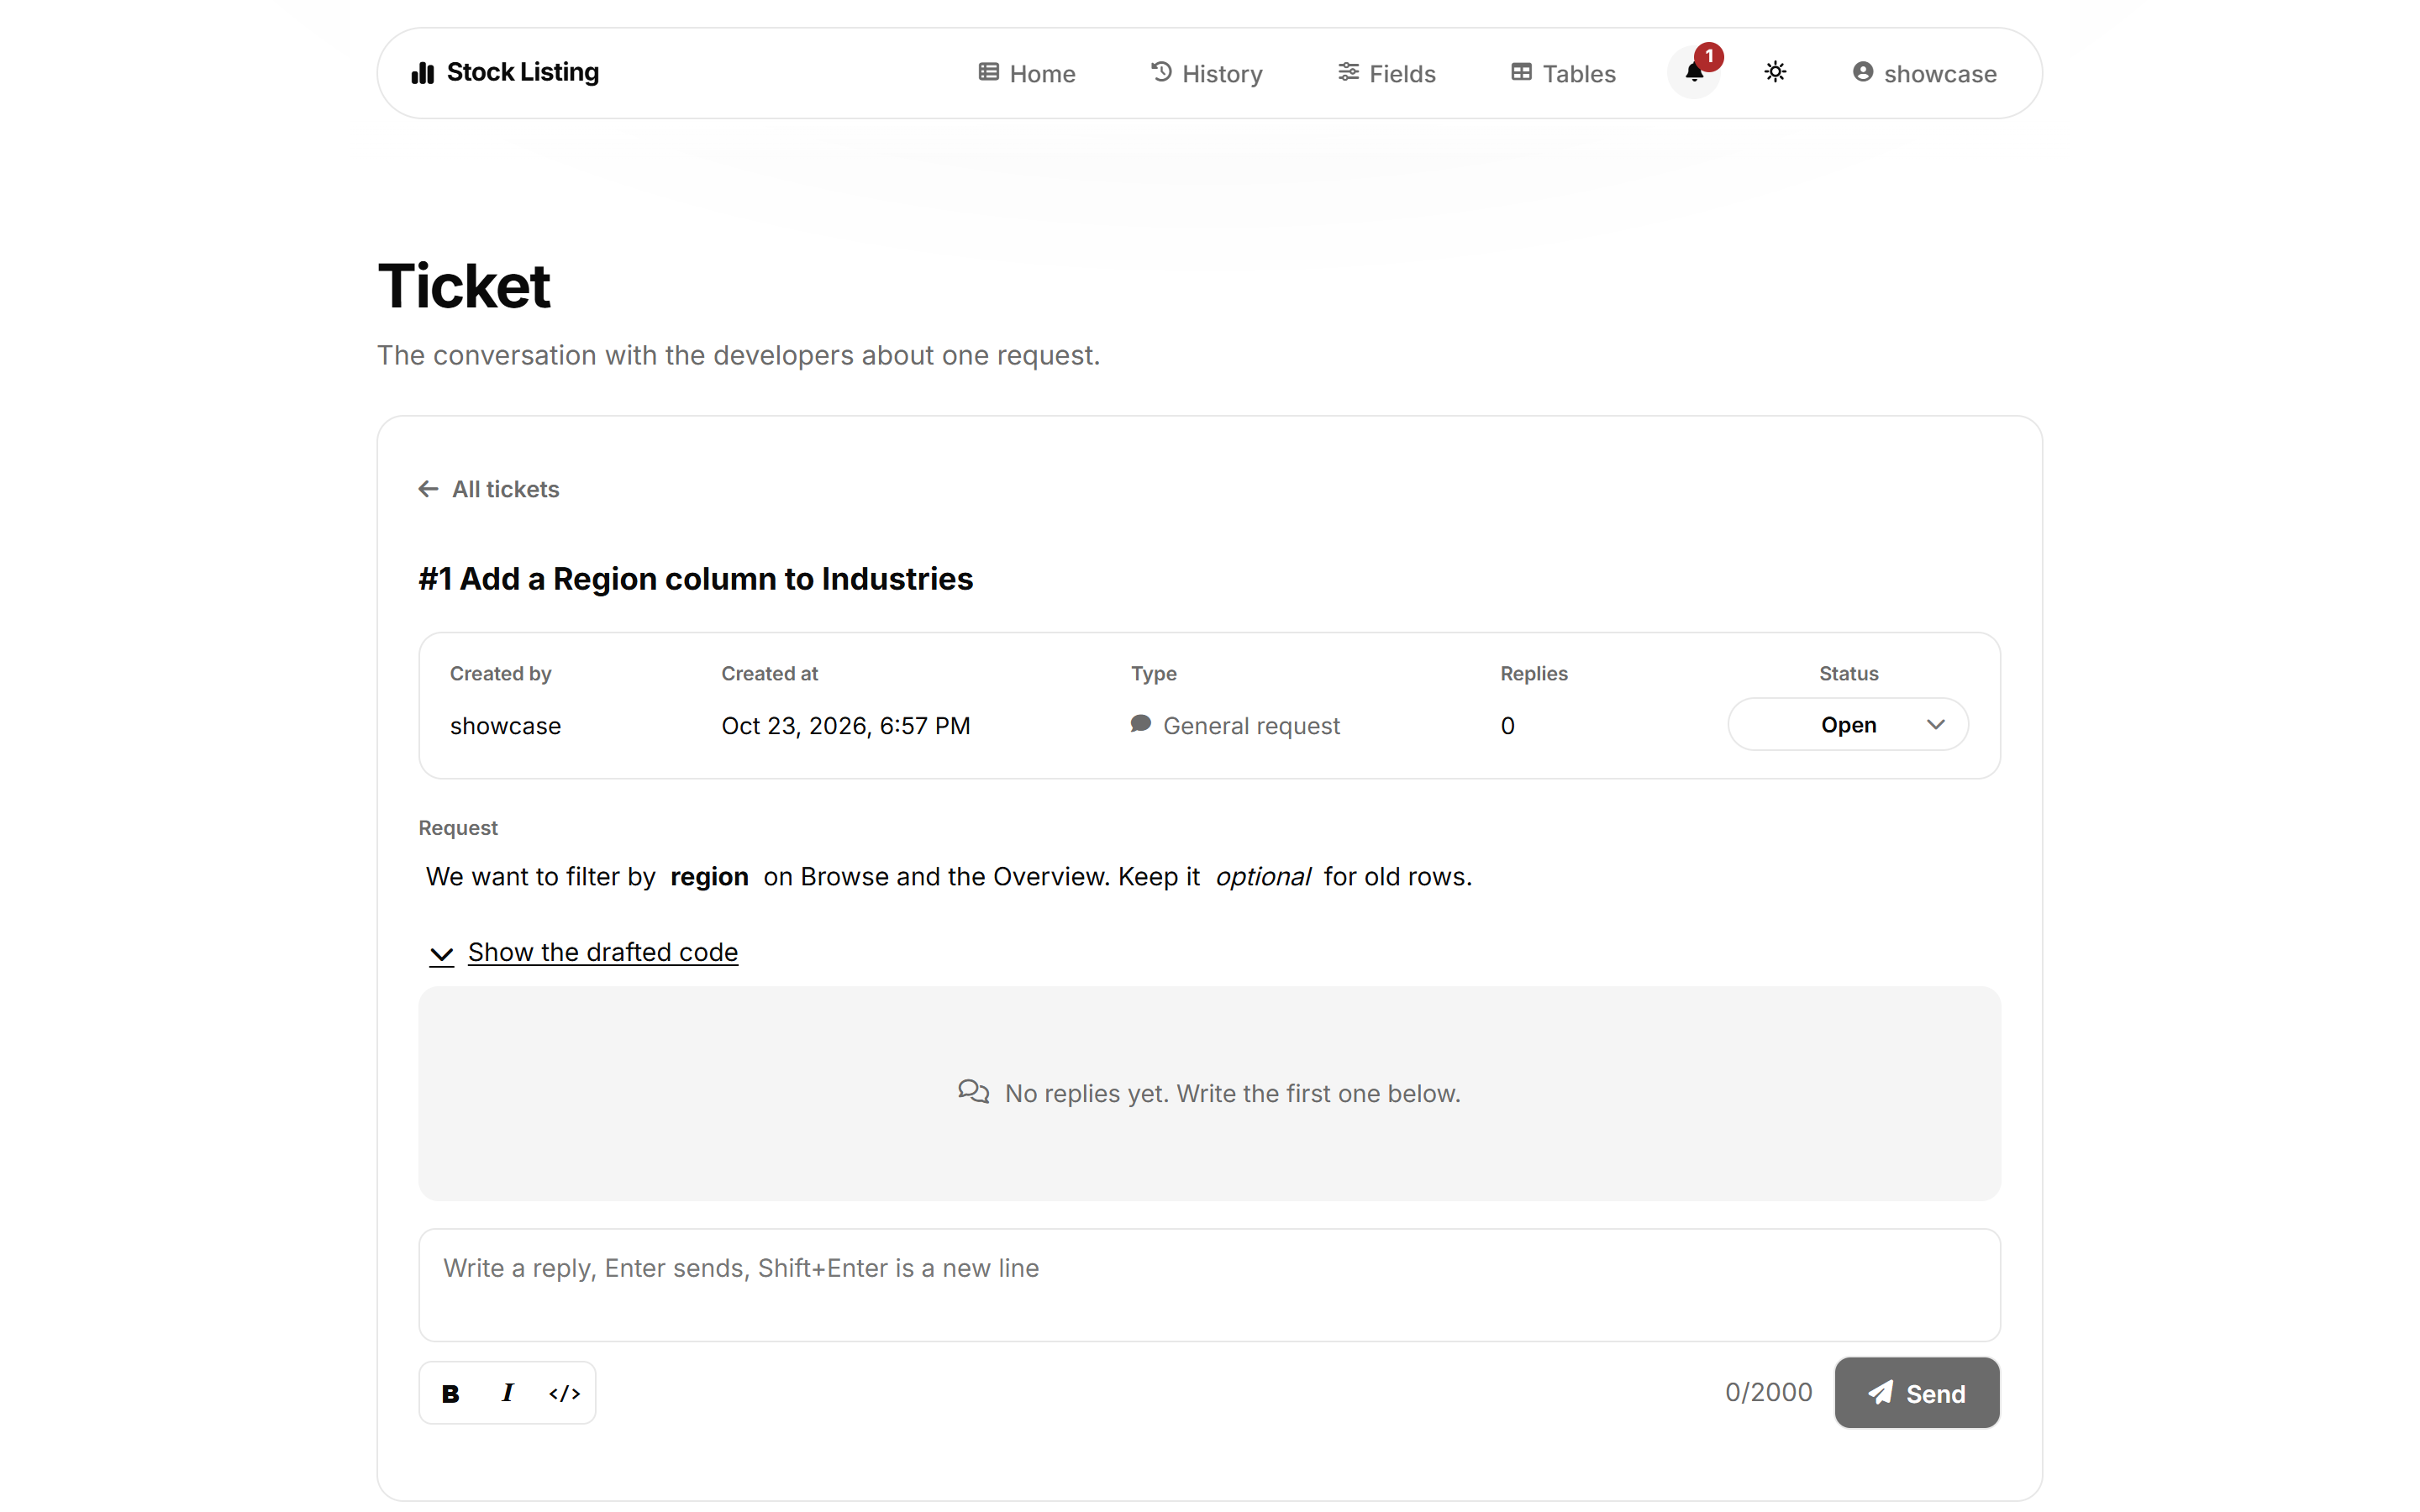 Stock Listing
Home
History
Fields
Tables
1
showcase
Ticket
The conversation with the developers about one request.
All tickets
#1 Add a Region column to Industries
Created by
Created at
Type
Replies
Status
showcase
Oct 23, 2026, 6:57 PM
General request
0
Open
Request
We want to filter by region on Browse and the Overview. Keep it optional for old rows.
Show the drafted code
No replies yet. Write the first one below.
Write a reply, Enter sends, Shift+Enter is a new line
B I </>
0/2000
Send